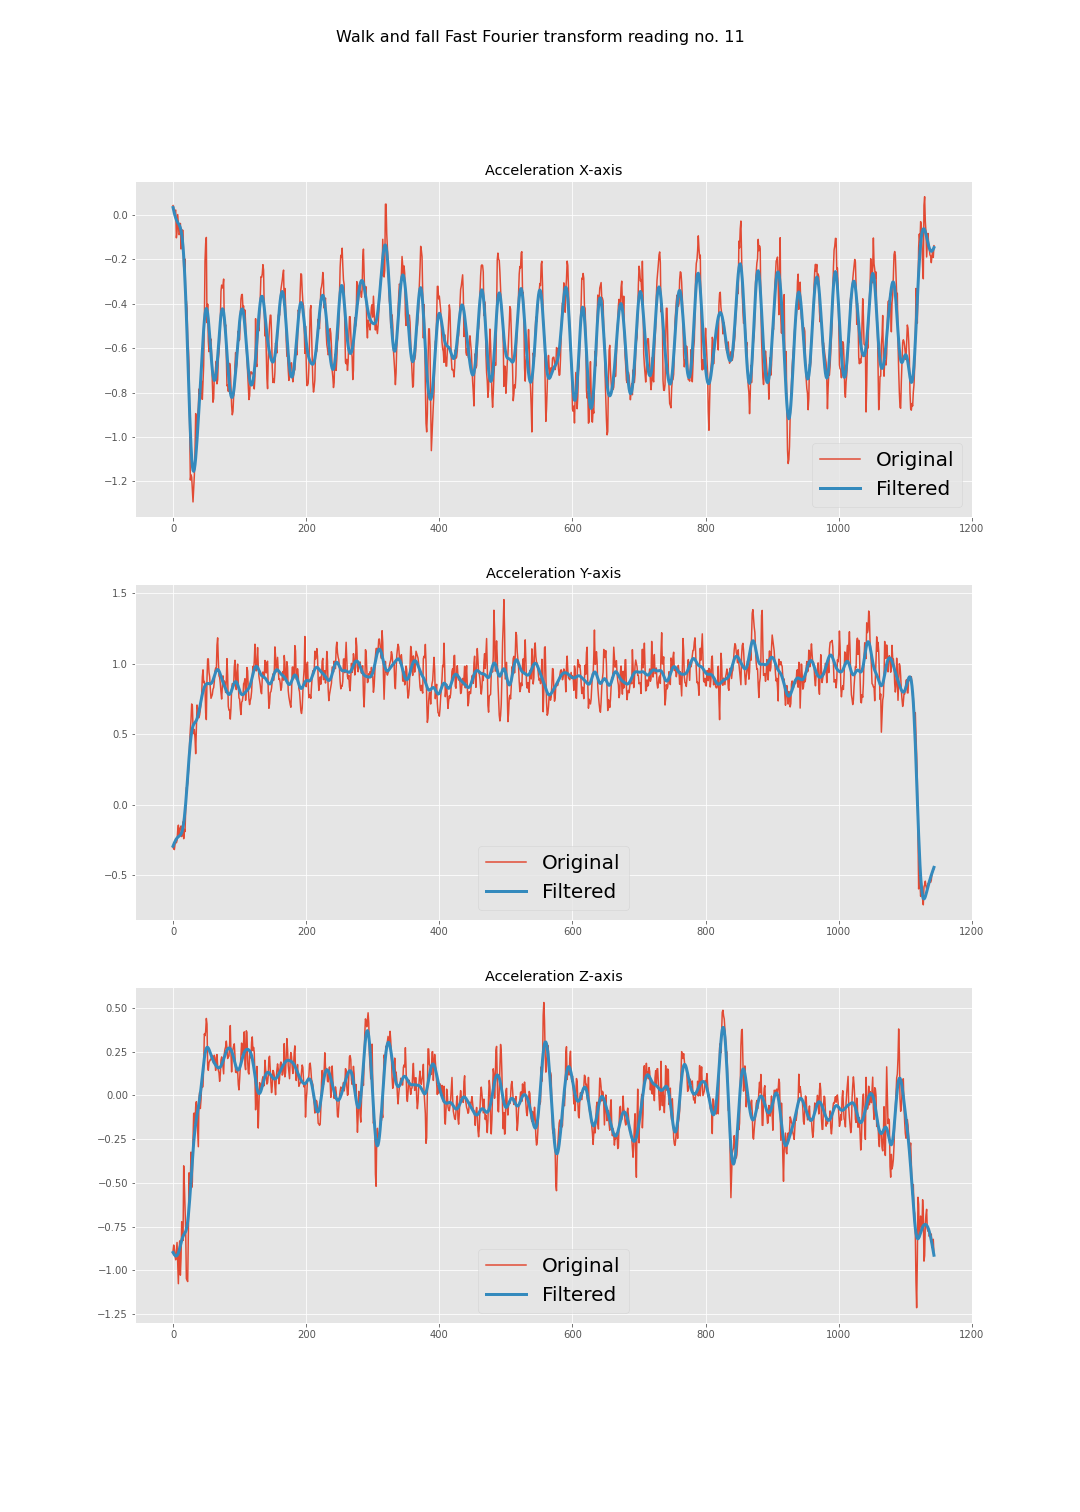 Walk and fall Fast Fourier transform reading no. 11
Acceleration X-axis
0.0
−0.2
−0.4
−0.6
−0.8
−1.0
−1.2
Original
Filtered
0 200 400 600 800 1000 1200
Acceleration Y-axis
1.5
1.0
0.5
0.0
−0.5
Original
Filtered
0 200 400 600 800 1000 1200
Acceleration Z-axis
0.50
0.25
0.00
−0.25
−0.50
−0.75
−1.00
−1.25
Original
Filtered
0 200 400 600 800 1000 1200